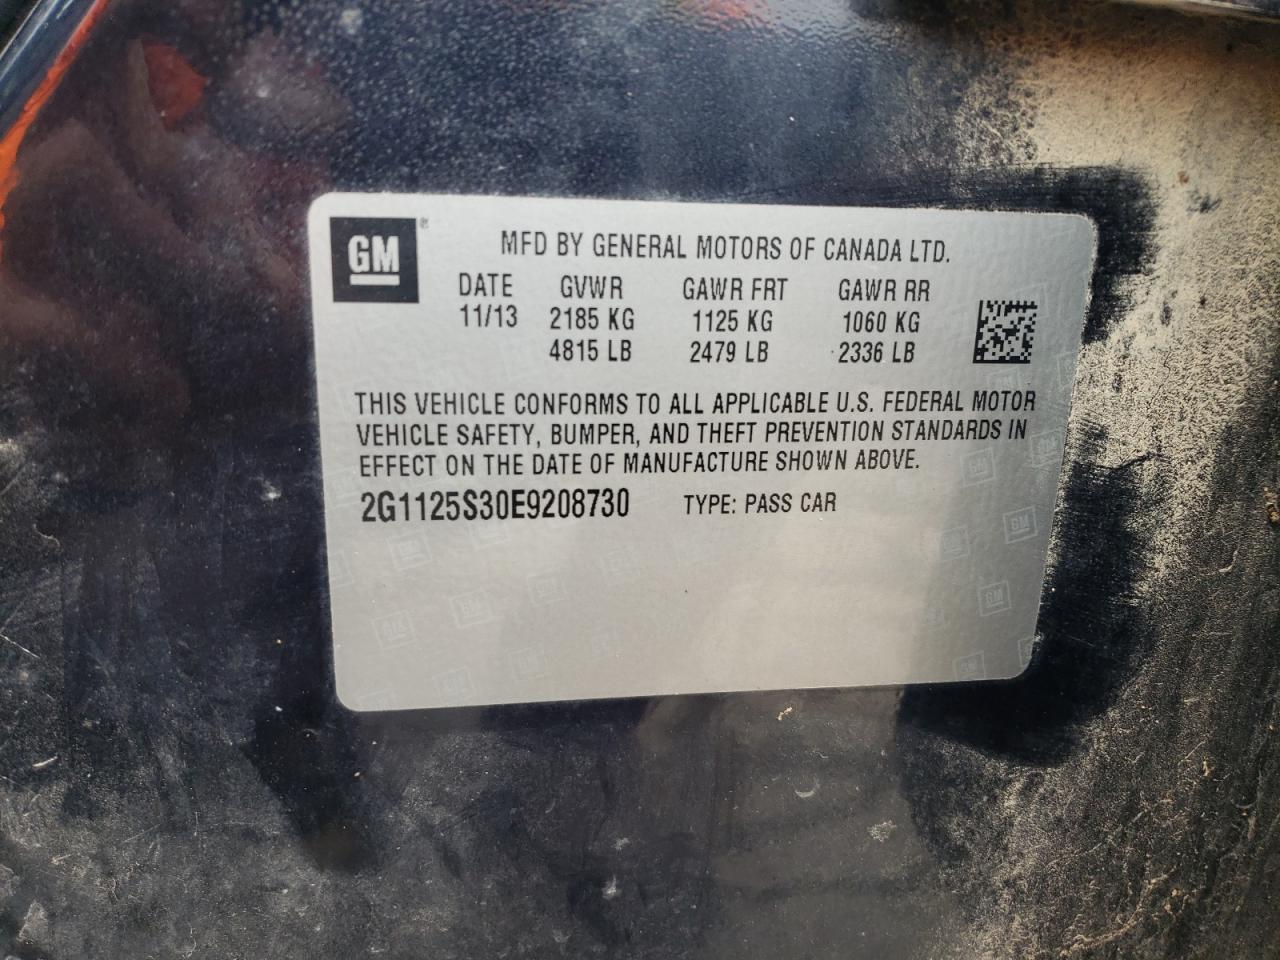 GM®
MFD BY GENERAL MOTORS OF CANADA LTD.
DATE GVWR GAWR FRT GAWR RR
11/13 2185 KG 1125 KG 1060 KG
4815 LB 2479 LB 2336 LB
THIS VEHICLE CONFORMS TO ALL APPLICABLE U.S. FEDERAL MOTOR
VEHICLE SAFETY, BUMPER, AND THEFT PREVENTION STANDARDS IN
EFFECT ON THE DATE OF MANUFACTURE SHOWN ABOVE.
2G1125S30E9208730 TYPE: PASS CAR